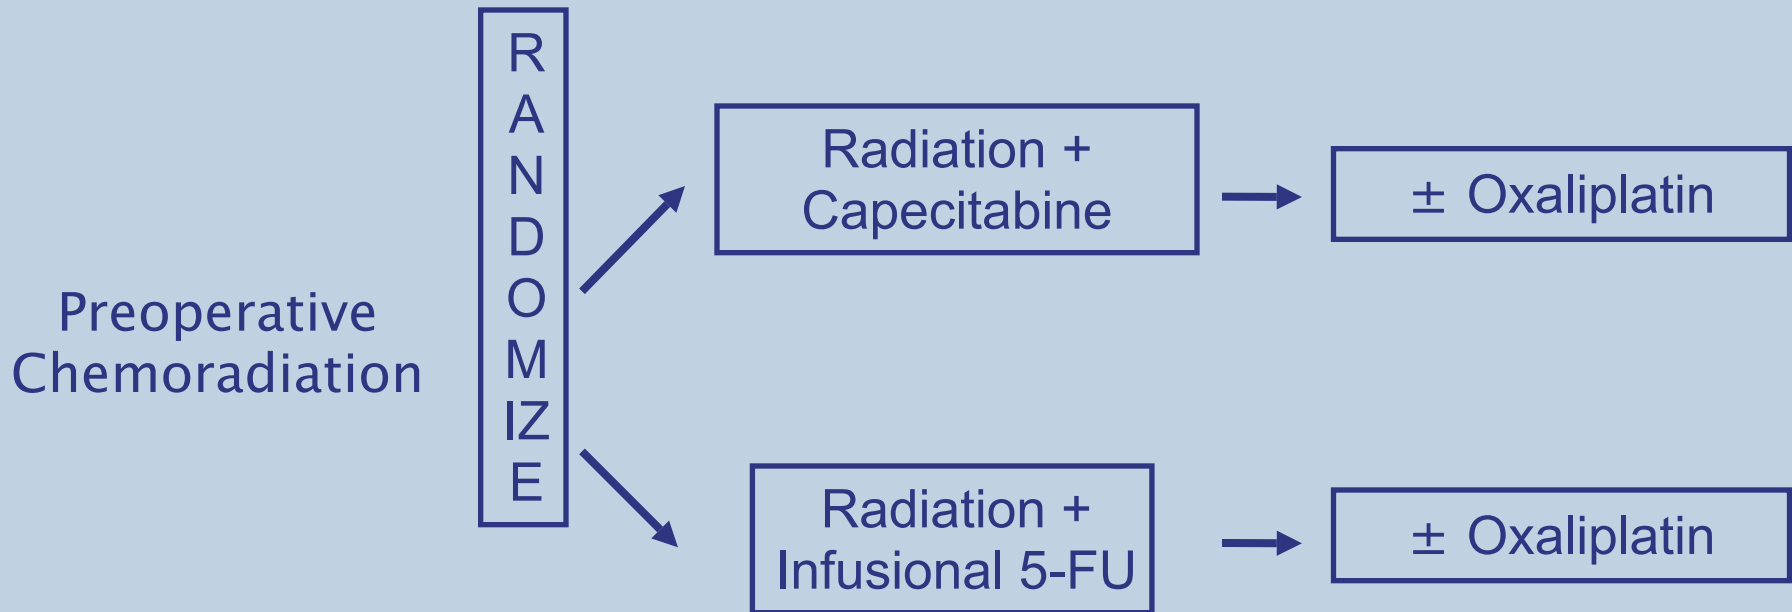 Preoperative
Chemoradiation
R
A
N
D
O
M
IZ
E
Radiation +
Capecitabine
± Oxaliplatin
Radiation +
Infusional 5-FU
± Oxaliplatin